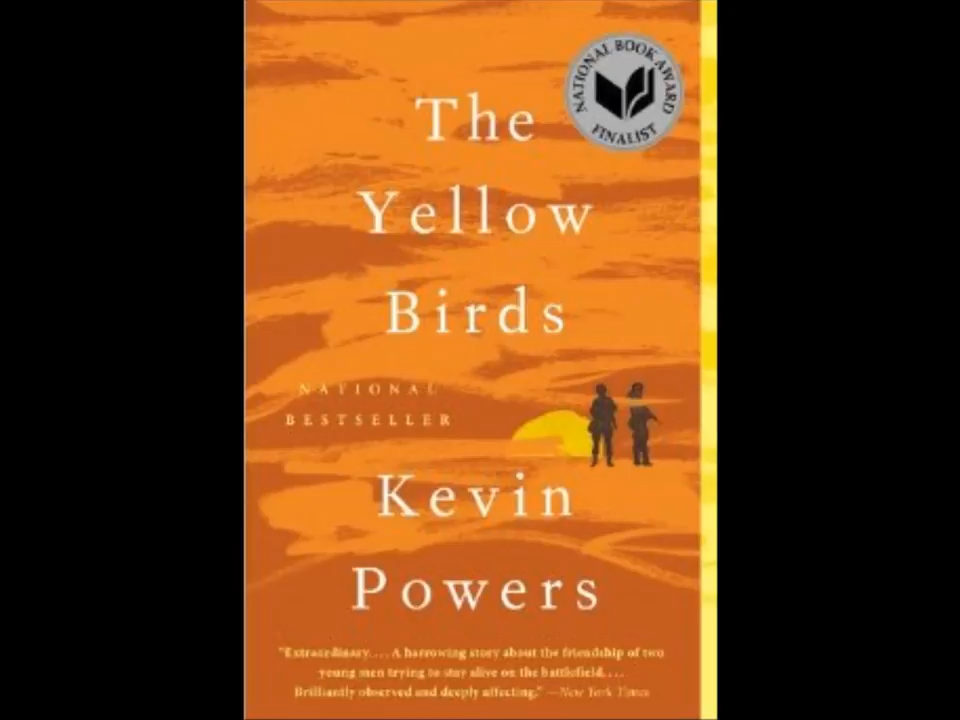 NATIONAL BOOK AWARD
FINALIST
The
Yellow
Birds
NATIONAL
BESTSELLER
Kevin
Powers
"Extraordinary.... A harrowing story about the friendship of two
young men trying to stay alive on the battlefield....
Brilliantly observed and deeply affecting." —New York Times